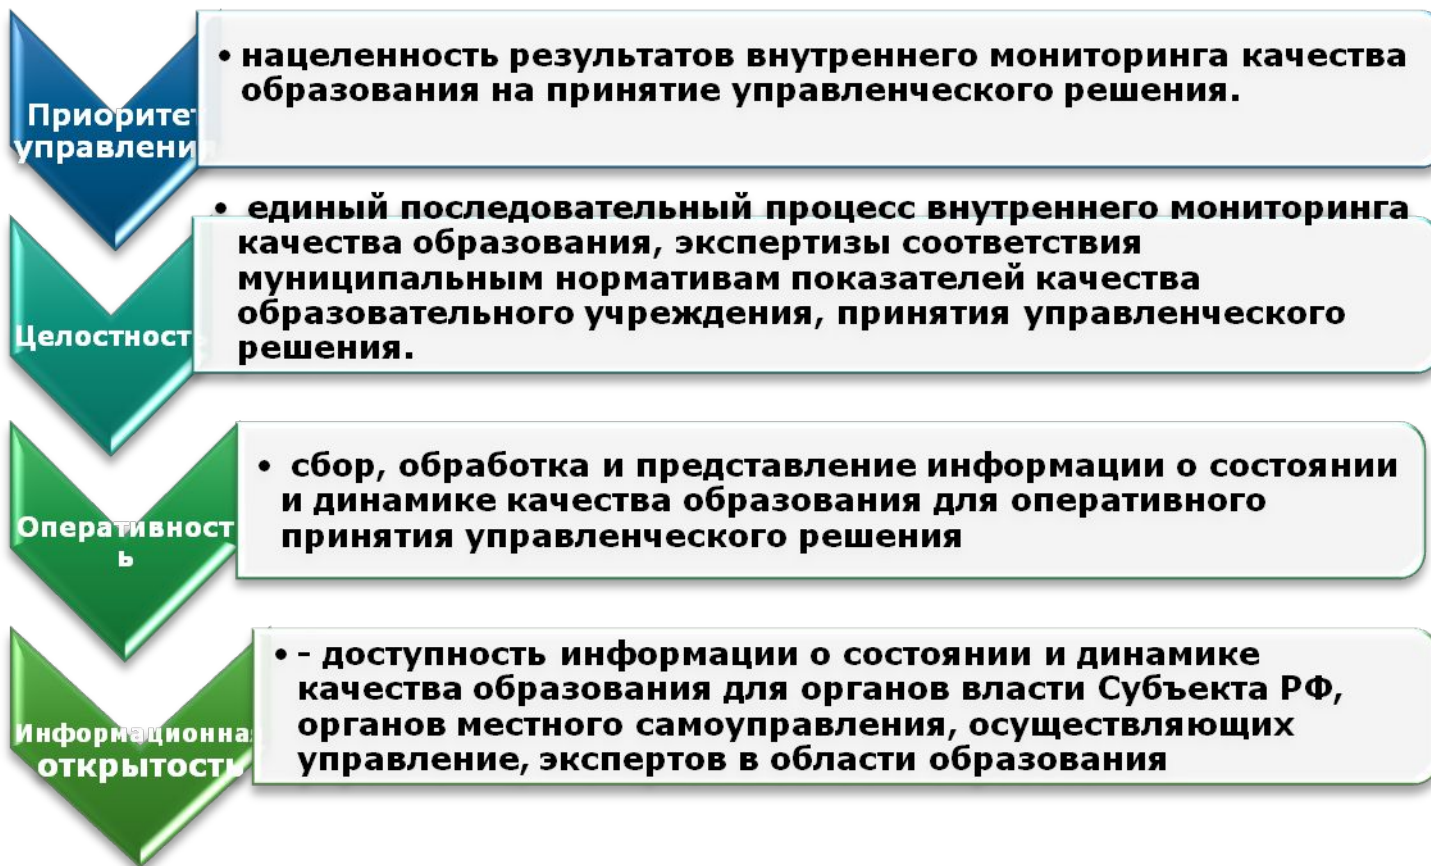 Приоритет
управления
• нацеленность результатов внутреннего мониторинга качества
образования на принятие управленческого решения.
Целостность
• единый последовательный процесс внутреннего мониторинга
качества образования, экспертизы соответствия
муниципальным нормативам показателей качества
образовательного учреждения, принятия управленческого
решения.
Оперативност
ь
• сбор, обработка и представление информации о состоянии
и динамике качества образования для оперативного
принятия управленческого решения
Информационная
открытость
• - доступность информации о состоянии и динамике
качества образования для органов власти Субъекта РФ,
органов местного самоуправления, осуществляющих
управление, экспертов в области образования